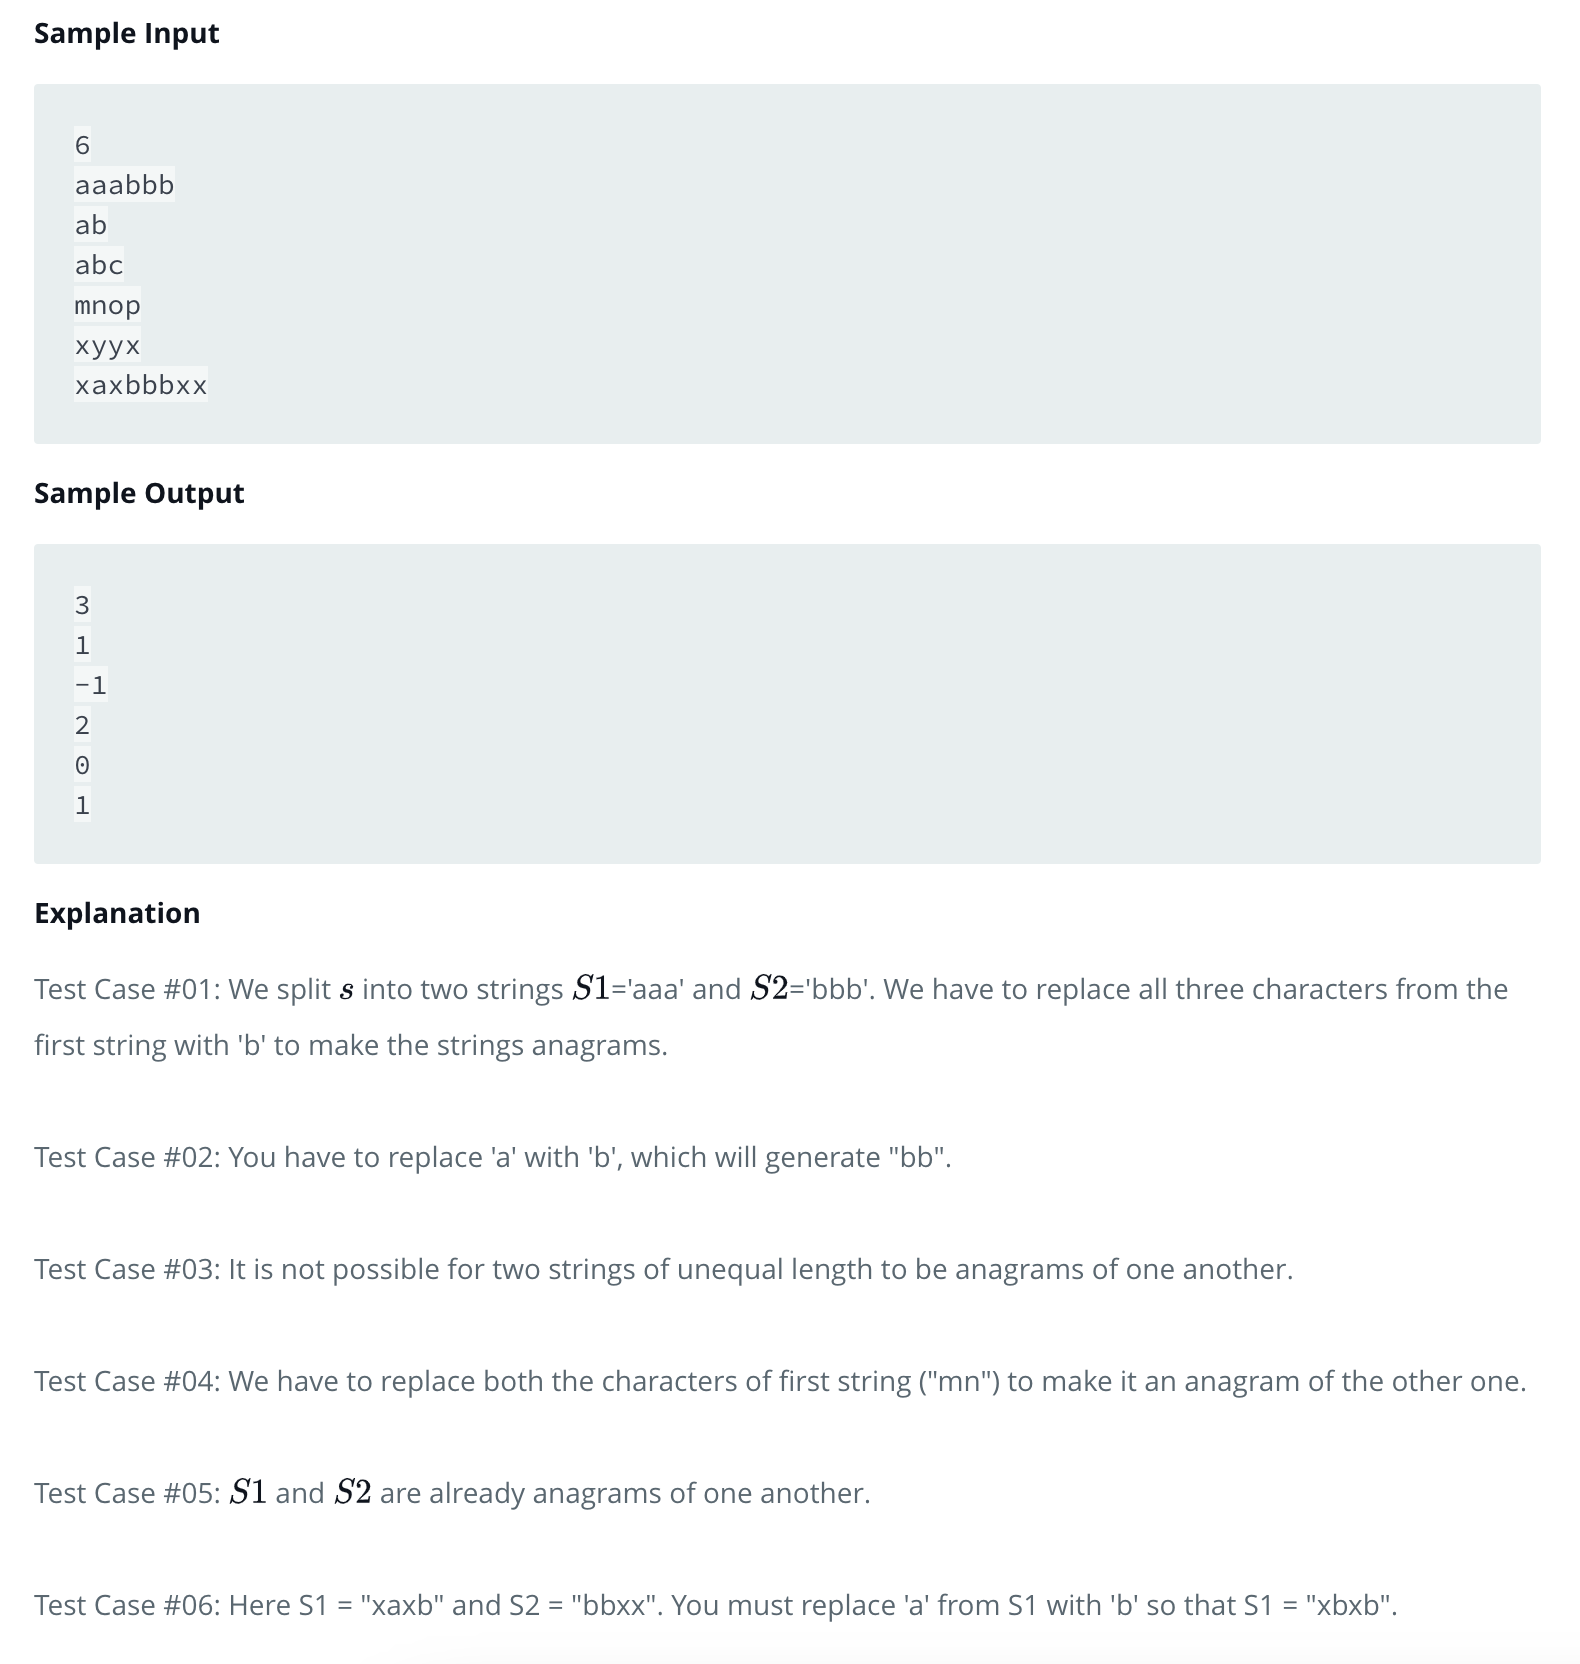 Sample Input
6
aaabbb
ab
abc
mnop
xyyx
xaxbbbxx
Sample Output
3
1
-1
2
0
1
Explanation
Test Case #01: We split s into two strings S1='aaa' and S2='bbb'. We have to replace all three characters from the
first string with 'b' to make the strings anagrams.
Test Case #02: You have to replace 'a' with 'b', which will generate "bb".
Test Case #03: It is not possible for two strings of unequal length to be anagrams of one another.
Test Case #04: We have to replace both the characters of first string ("mn") to make it an anagram of the other one.
Test Case #05: S1 and S2 are already anagrams of one another.
Test Case #06: Here S1 = "xaxb" and S2 = "bbxx". You must replace 'a' from S1 with 'b' so that S1 = "xbxb".